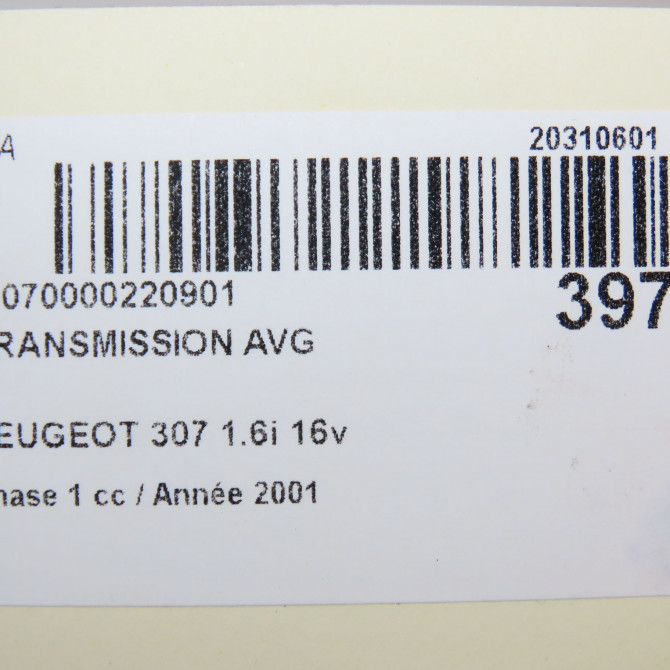 A 20310601
070000220901 397
RANSMISSION AVG
EUGEOT 307 1.6i 16v
hase 1 cc / Année 2001